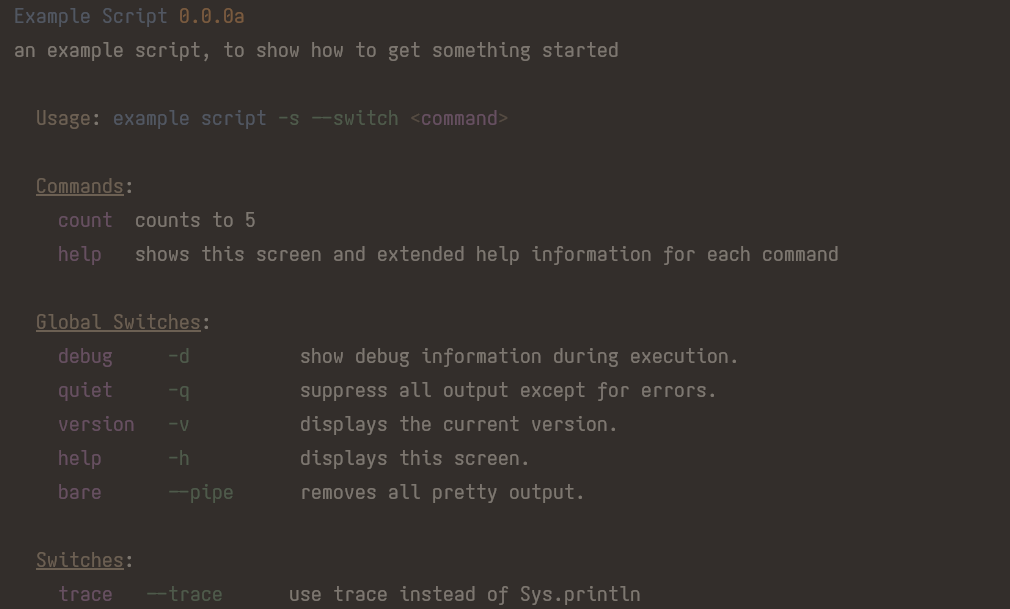 Example Script 0.0.0a
an example script, to show how to get something started
Usage: example script -s --switch <command>
Commands:
count counts to 5
help shows this screen and extended help information for each command
Global Switches:
debug -d show debug information during execution.
quiet -q suppress all output except for errors.
version -v displays the current version.
help -h displays this screen.
bare --pipe removes all pretty output.
Switches:
trace --trace use trace instead of Sys.println